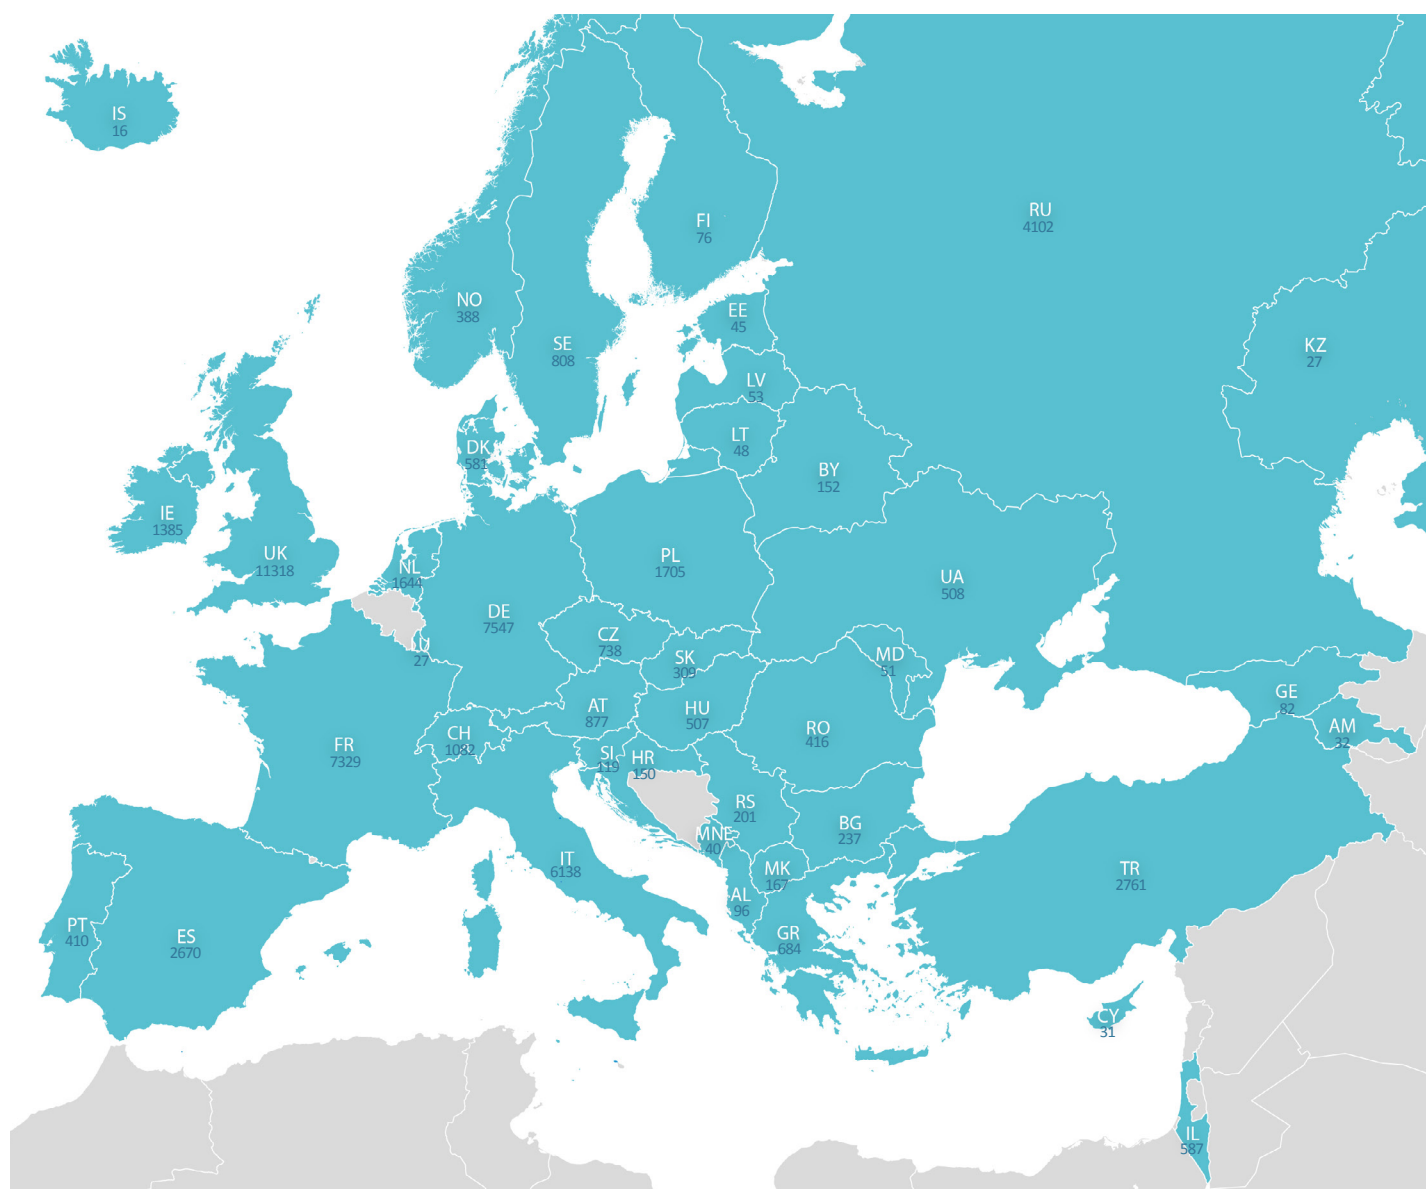 IS
16
FI
76
RU
4102
NO
388
EE
45
SE
808
KZ
27
LV
53
LT
48
DK
581
BY
152
IE
1385
UK
11318
NL
1644
PL
1705
UA
508
DE
7547
CZ
738
LU
27
SK
309
MD
51
GE
82
AT
877
HU
507
RO
416
AM
32
CH
1082
FR
7329
SI
119
HR
150
RS
201
BG
237
MNE
40
IT
6138
MK
167
TR
2761
AL
96
PT
410
ES
2670
GR
684
CY
31
IL
587